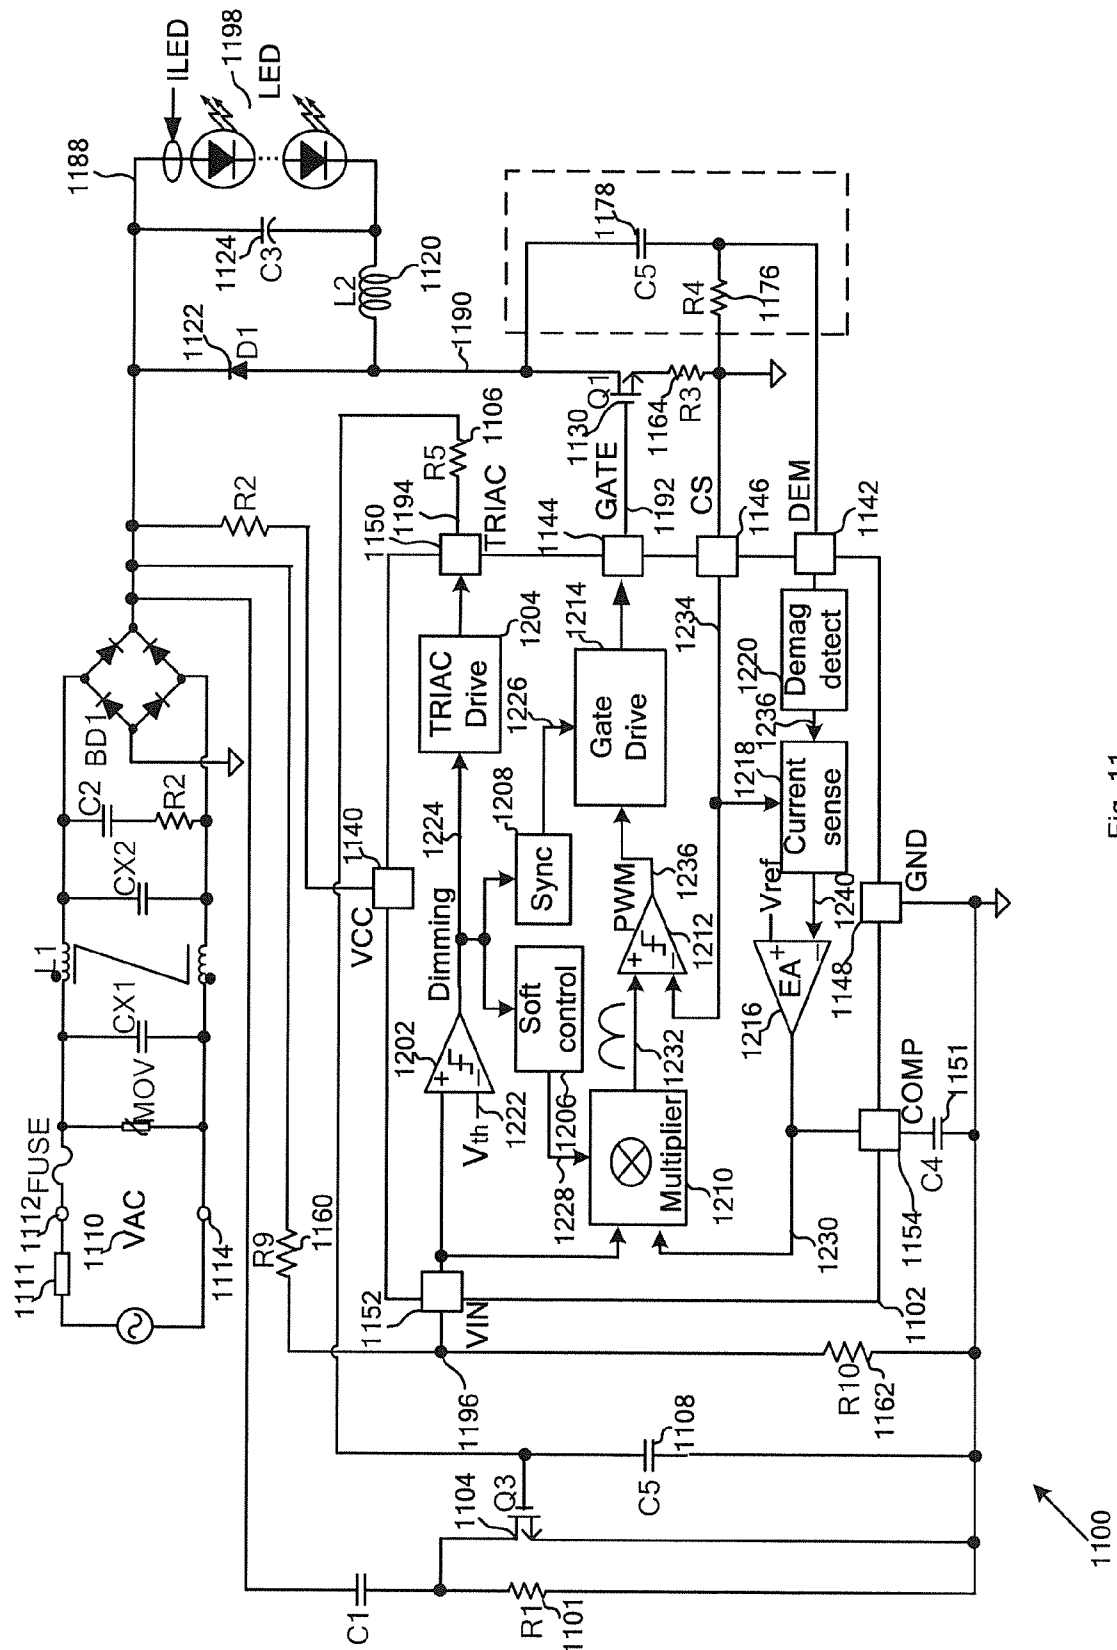 1111
1112
FUSE
1110
VAC
1114
MOV
CX1
L1
CX2
C2
R2
BD1
R2
1188
ILED
1198
LED
1124
C3
1122
D1
L2
1120
1190
R9
1160
VCC
1140
1150
1194
R5
1106
TRIAC
1178
C5
R4
1176
Q1
1130
1164
R3
GATE
1144
1192
CS
1146
DEM
1142
1152
VIN
1196
1202
+
−
Vth
1222
Dimming
1224
TRIAC
Drive
1204
Sync
1208
1226
Soft
control
1206
1228
Gate
Drive
1214
Multiplier
1210
1232
PWM
+
−
1236
1212
1234
1216
EA
+
−
Vref
1240
Current
sense
1218
1236
Demag
detect
1220
1230
1102
1154
COMP
C4
1151
1148
GND
R10
1162
C1
R1
1101
1104
Q3
C5
1108
1100
Fig. 11